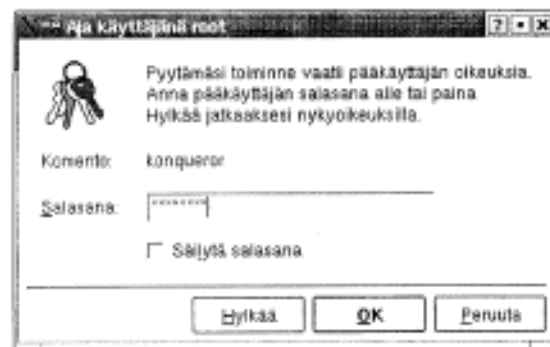 Aja käyttäjänä root
Pyytämäsi toiminne vaatii pääkäyttäjän oikeuksia.
Anna pääkäyttäjän salasana alle tai paina
Hylkää jatkaaksesi nykyoikeuksilla.
Komento: konqueror
Salasana: *******
Säilytä salasana
Hylkää OK Peruuta